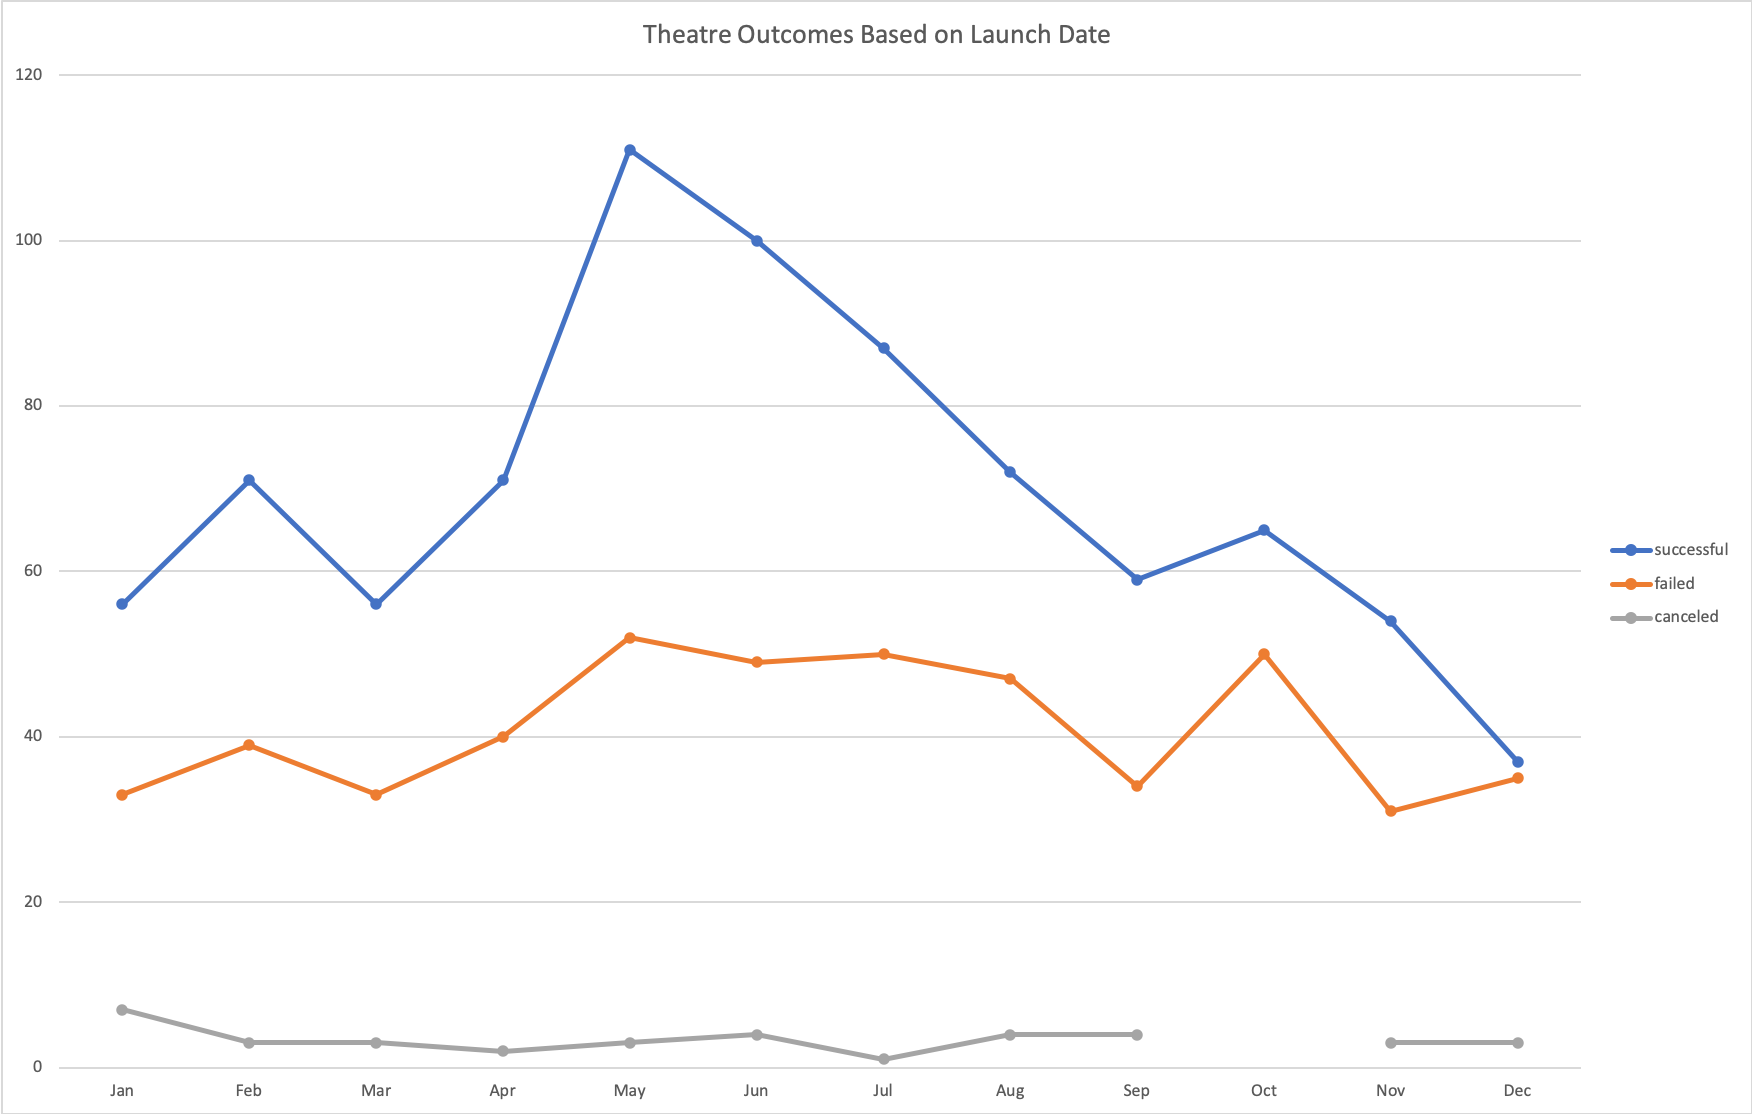 Theatre Outcomes Based on Launch Date
120
100
80
60
40
20
0
Jan Feb Mar Apr May Jun Jul Aug Sep Oct Nov Dec
successful
failed
canceled